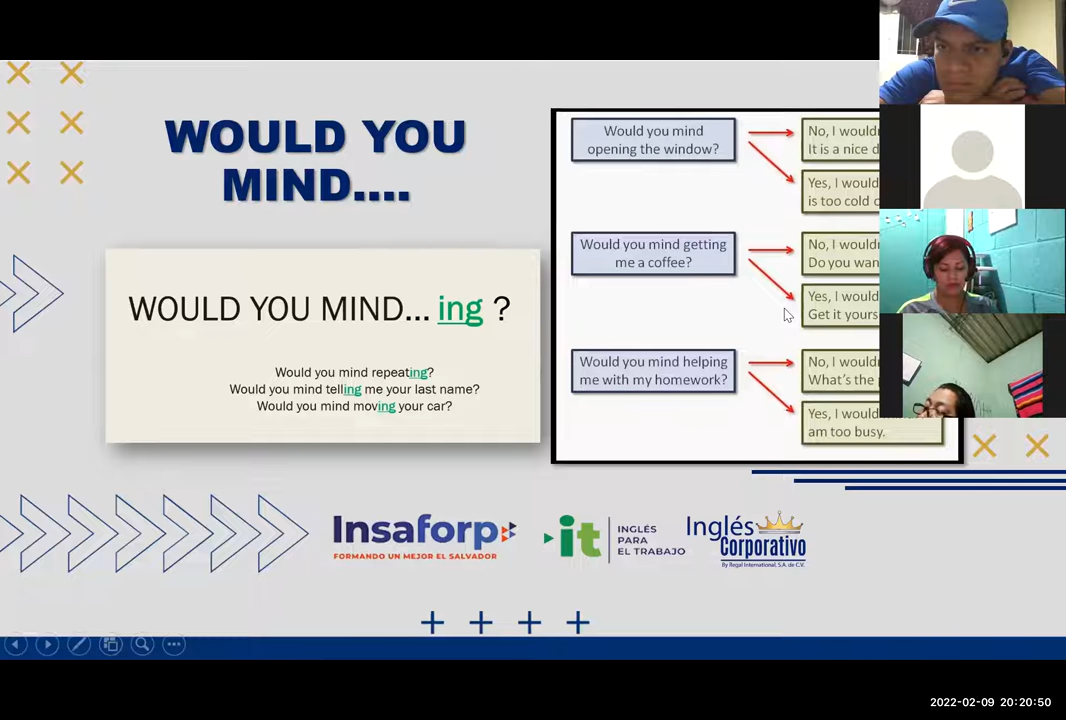 WOULD YOU
MIND....
WOULD YOU MIND... ing ?
Would you mind repeating?
Would you mind telling me your last name?
Would you mind moving your car?
Would you mind
opening the window?
No, I would
It is a nice
Yes, I would
is too cold
Would you mind getting
me a coffee?
No, I would
Do you
Yes, I would
Get it
Would you mind helping
me with my homework?
No, I would
What's the
Yes, I would
am too busy.
Insaforp
FORMANDO UN MEJOR EL SALVADOR
it
INGLÉS
PARA
EL TRABAJO
Inglés
Corporativo
By Regal International, S.A. de C.V.
2022-02-09 20:20:50